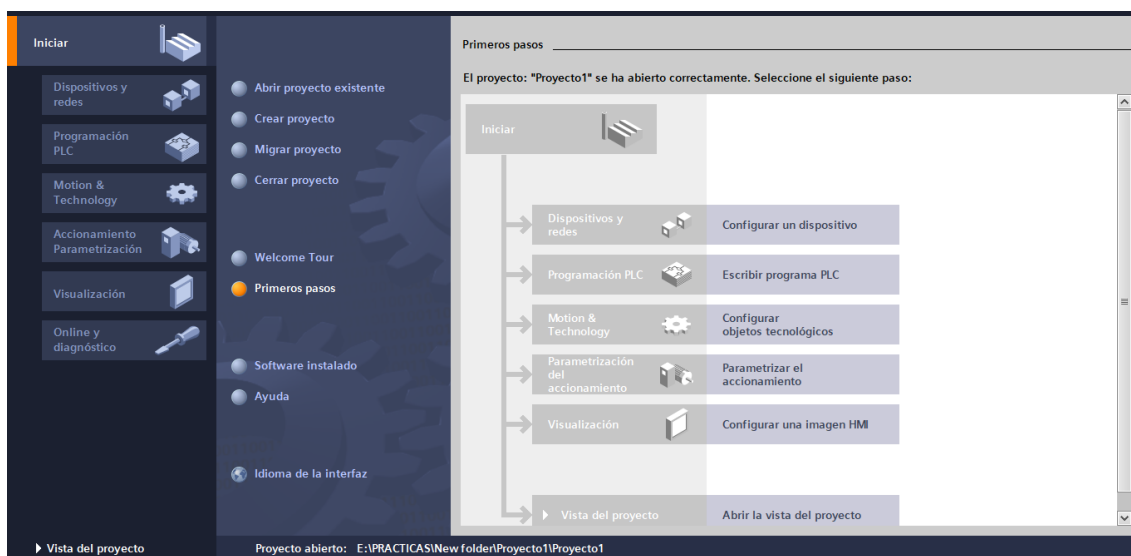 Iniciar
Dispositivos y
redes
Programación
PLC
Motion &
Technology
Accionamiento
Parametrización
Visualización
Online y
diagnóstico
Vista del proyecto
Abrir proyecto existente
Crear proyecto
Migrar proyecto
Cerrar proyecto
Welcome Tour
Primeros pasos
Software instalado
Ayuda
Idioma de la interfaz
Primeros pasos
El proyecto: "Proyecto1" se ha abierto correctamente. Seleccione el siguiente paso:
Iniciar
Dispositivos y
redes
Configurar un dispositivo
Programación PLC
Escribir programa PLC
Motion &
Technology
Configurar
objetos tecnológicos
Parametrización
del
accionamiento
Parametrizar el
accionamiento
Visualización
Configurar una imagen HMI
Vista del proyecto
Abrir la vista del proyecto
Proyecto abierto: E:\PRACTICAS\New folder\Proyecto1\Proyecto1